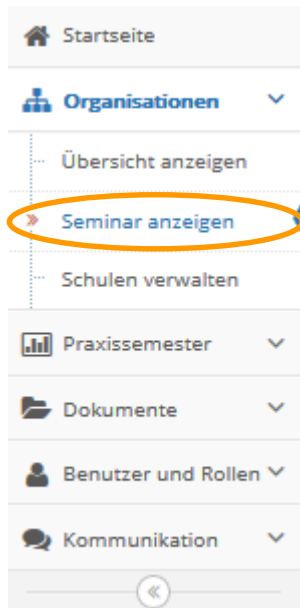 Startseite
Organisationen
Übersicht anzeigen
Seminar anzeigen
Schulen verwalten
Praxissemester
Dokumente
Benutzer und Rollen
Kommunikation